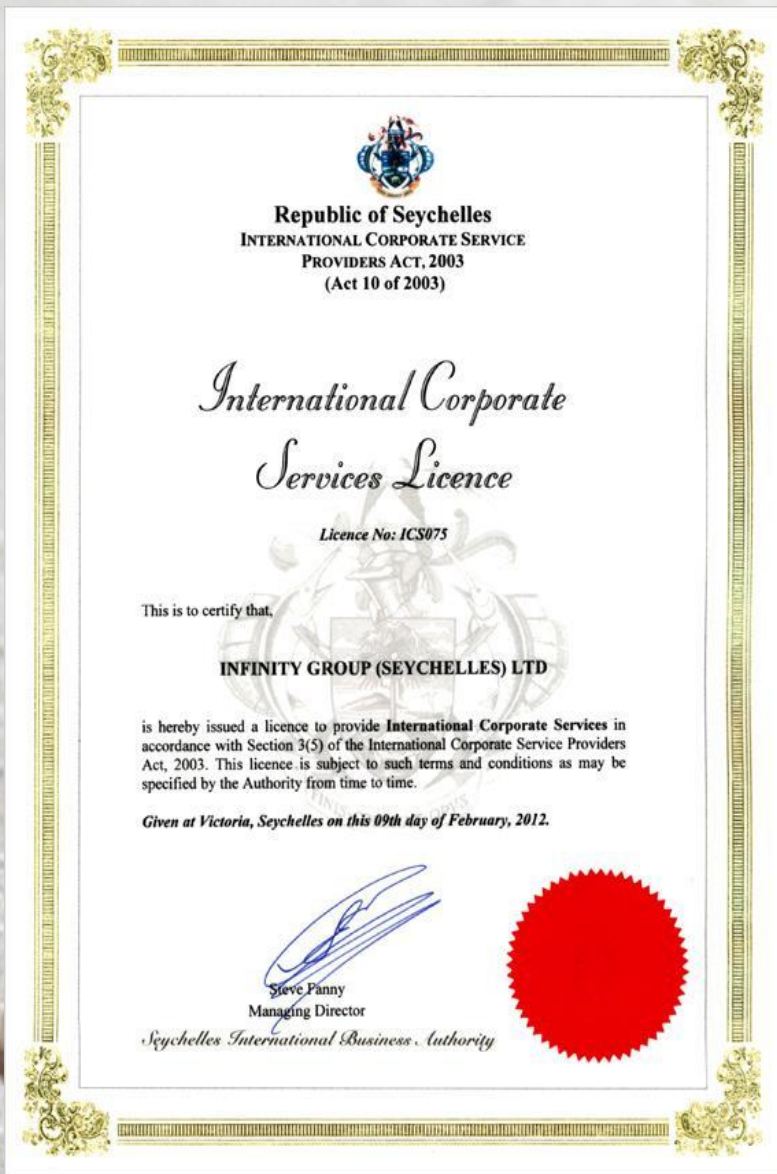 Republic of Seychelles
INTERNATIONAL CORPORATE SERVICE
PROVIDERS ACT, 2003
(Act 10 of 2003)
International Corporate
Services Licence
Licence No: ICS075
This is to certify that,
INFINITY GROUP (SEYCHELLES) LTD
is hereby issued a licence to provide International Corporate Services in
accordance with Section 3(5) of the International Corporate Service Providers
Act, 2003. This licence is subject to such terms and conditions as may be
specified by the Authority from time to time.
Given at Victoria, Seychelles on this 09th day of February, 2012.
Steve Fanny
Managing Director
Seychelles International Business Authority